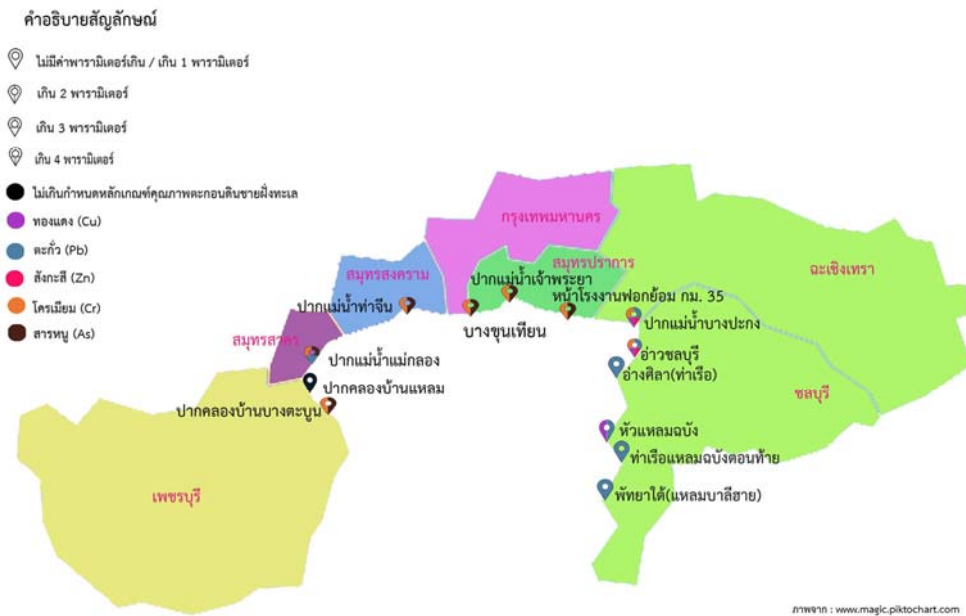 คำอธิบายสัญลักษณ์
ไม่มีค่าพารามิเตอร์เกิน / เกิน 1 พารามิเตอร์
เกิน 2 พารามิเตอร์
เกิน 3 พารามิเตอร์
เกิน 4 พารามิเตอร์
ไม่เกินกำหนดหลักเกณฑ์คุณภาพตะกอนดินชายฝั่งทะเล
ทองแดง (Cu)
ตะกั่ว (Pb)
สังกะสี (Zn)
โครเมียม (Cr)
สารหนู (As)
กรุงเทพมหานคร
สมุทรปราการ
ฉะเชิงเทรา
สมุทรสงคราม
ปากแม่น้ำเจ้าพระยา
หน้าโรงงานฟอกย้อม กม. 35
ปากแม่น้ำท่าจีน
บางขุนเทียน
ปากแม่น้ำบางปะกง
สมุทรสาคร
ปากแม่น้ำแม่กลอง
อ่าวชลบุรี
อ่างศิลา(ท่าเรือ)
ปากคลองบ้านแหลม
ชลบุรี
ปากคลองบ้านบางตะบูน
หัวแหลมฉบัง
ท่าเรือแหลมฉบังตอนท้าย
เพชรบุรี
พัทยาใต้(แหลมบาลีฮาย)
ภาพจาก : www.magic.piktochart.com